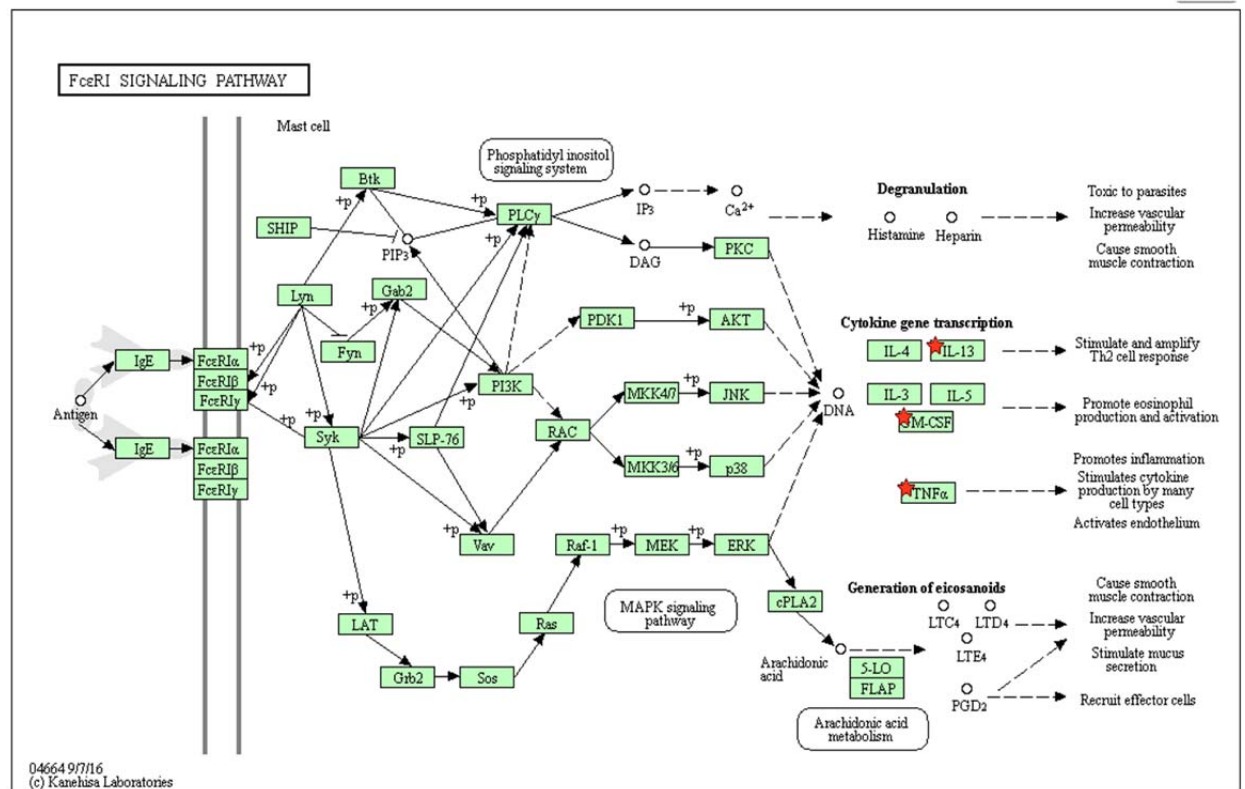 FcεRI SIGNALING PATHWAY
Mast cell
Phosphatidyl inositol
signaling system
Btk
+p
+p
SHIP
PLCγ
+p
PIP3
IP3
Ca2+
DAG
PKC
Degranulation
Histamine
Heparin
Toxic to parasites
Increase vascular
permeability
Cause smooth
muscle contraction
Lyn
Gab2
+p
Fyn
PDK1
+p
AKT
Cytokine gene transcription
IL-4
IL-13
Stimulate and amplify
Th2 cell response
IgE
FcεRIα
FcεRIβ
FcεRIγ
+p
+p
Antigen
IgE
FcεRIα
FcεRIβ
FcεRIγ
PI3K
+p
MKK4/7
+p
JNK
DNA
IL-3
IL-5
GM-CSF
Promote eosinophil
production and activation
+p
Syk
+p
SLP-76
RAC
MKK3/6
+p
p38
TNFα
Promotes inflammation
Stimulates cytokine
production by many
cell types
Activates endothelium
+p
Vav
Raf-1
+p
MEK
+p
ERK
MAPK signaling
pathway
cPLA2
Generation of eicosanoids
LTC4
LTD4
LTE4
Cause smooth
muscle contraction
Increase vascular
permeability
Stimulate mucus
secretion
+p
LAT
Ras
Grb2
Sos
Arachidonic
acid
5-LO
FLAP
PGD2
Recruit effector cells
Arachidonic acid
metabolism
04664 9/7/16
(c) Kanehisa Laboratories